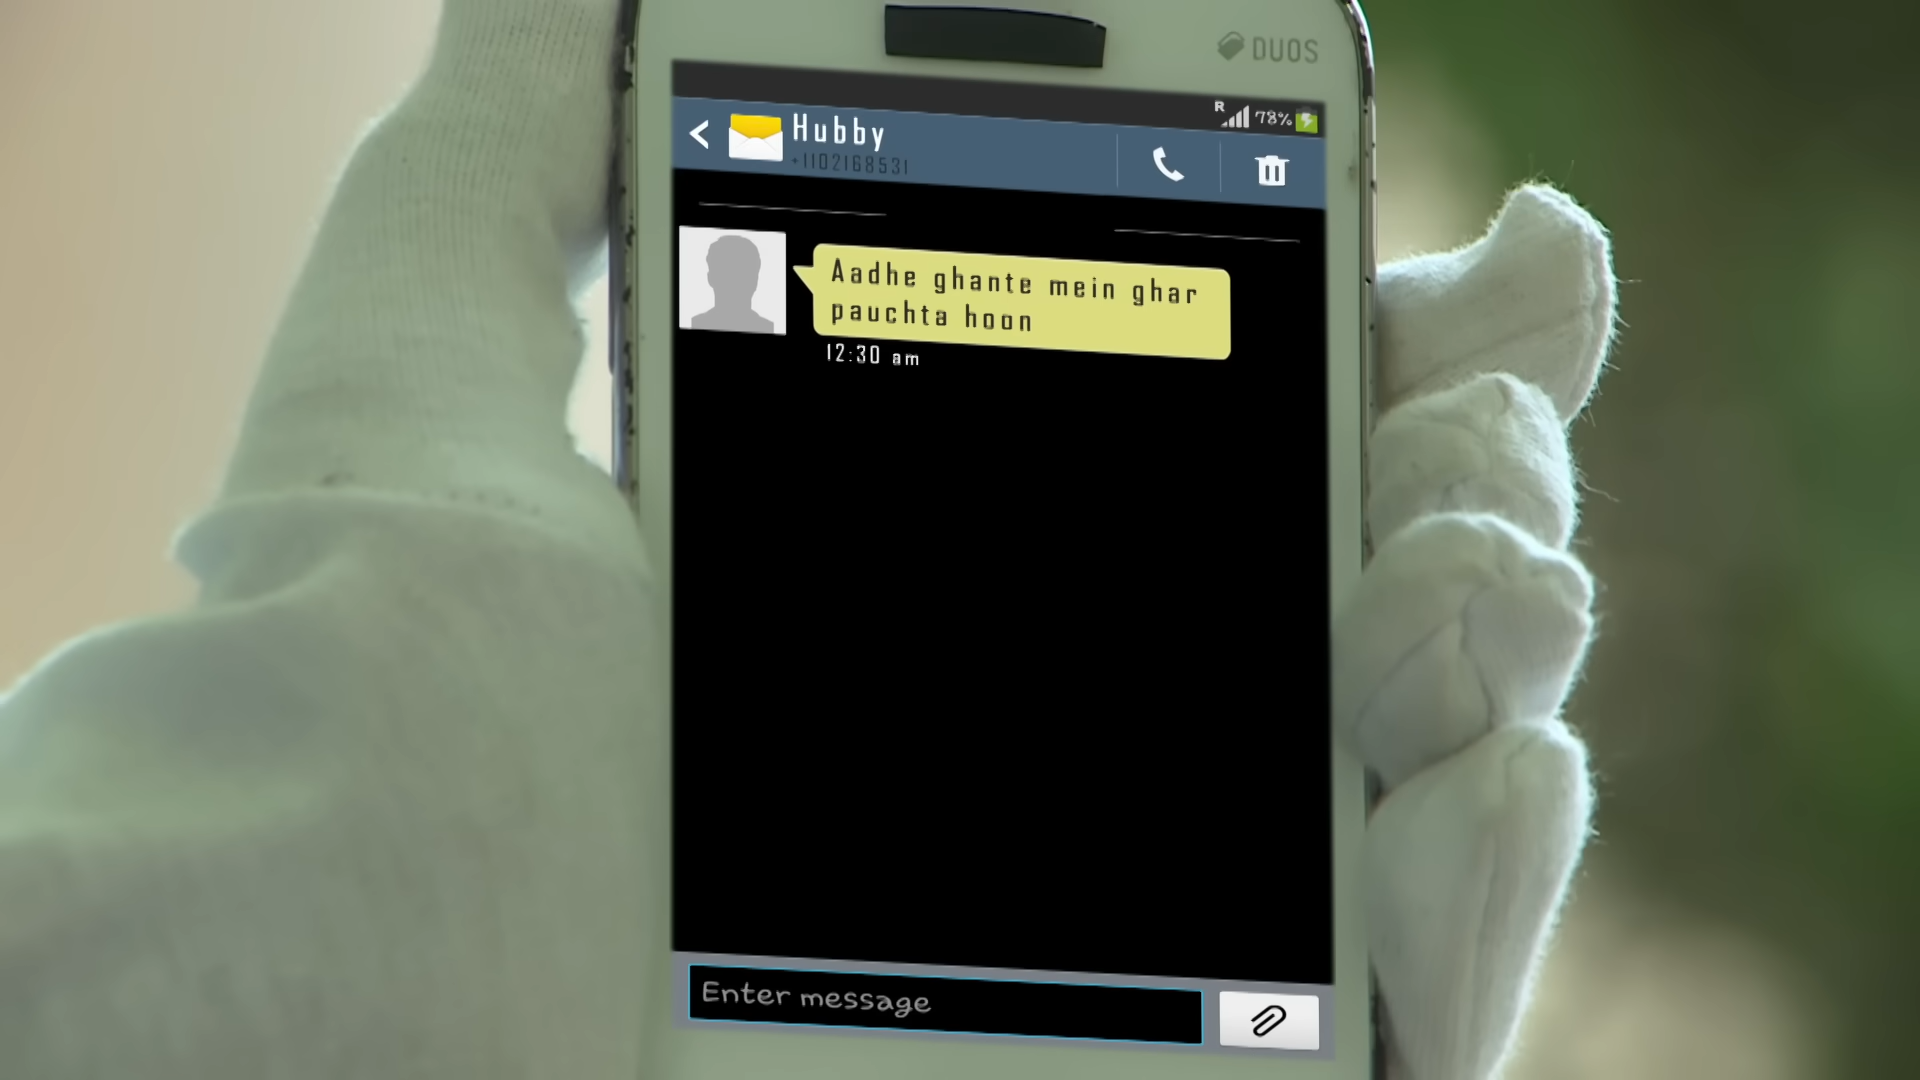 DUOS
R 78%
Hubby
+1102168531
Aadhe ghante mein ghar
pauchta hoon
12:30 am
Enter message